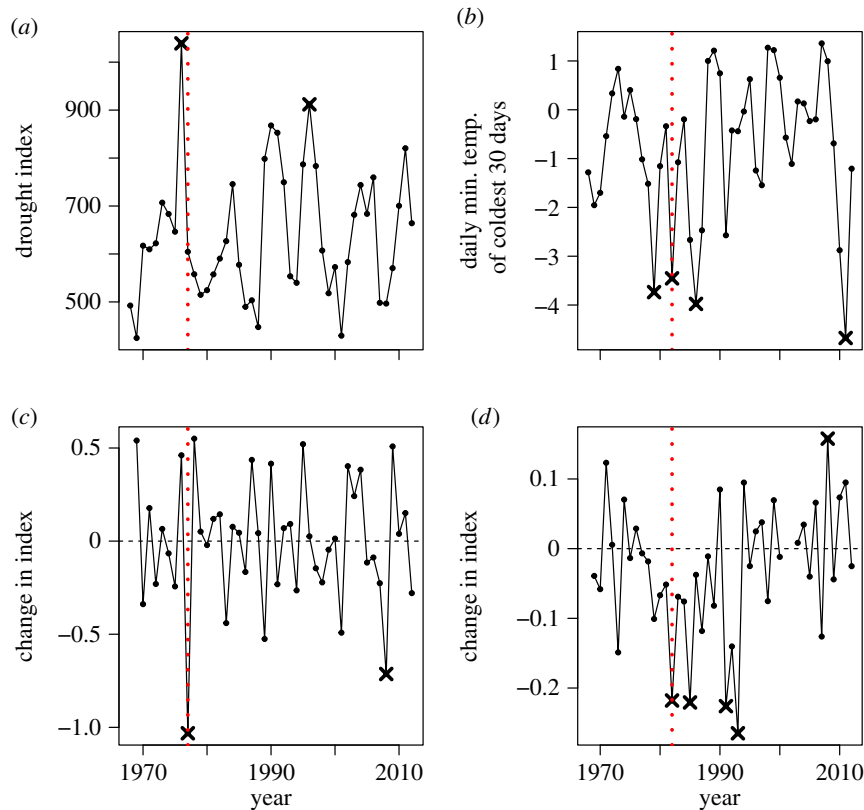 (a)
900
700
500
drought index
(b)
1
0
−1
−2
−3
−4
daily min. temp.
of coldest 30 days
(c)
0.5
0
−0.5
−1.0
change in index
1970
1990
2010
year
(d)
0.1
0
−0.1
−0.2
change in index
1970
1990
2010
year